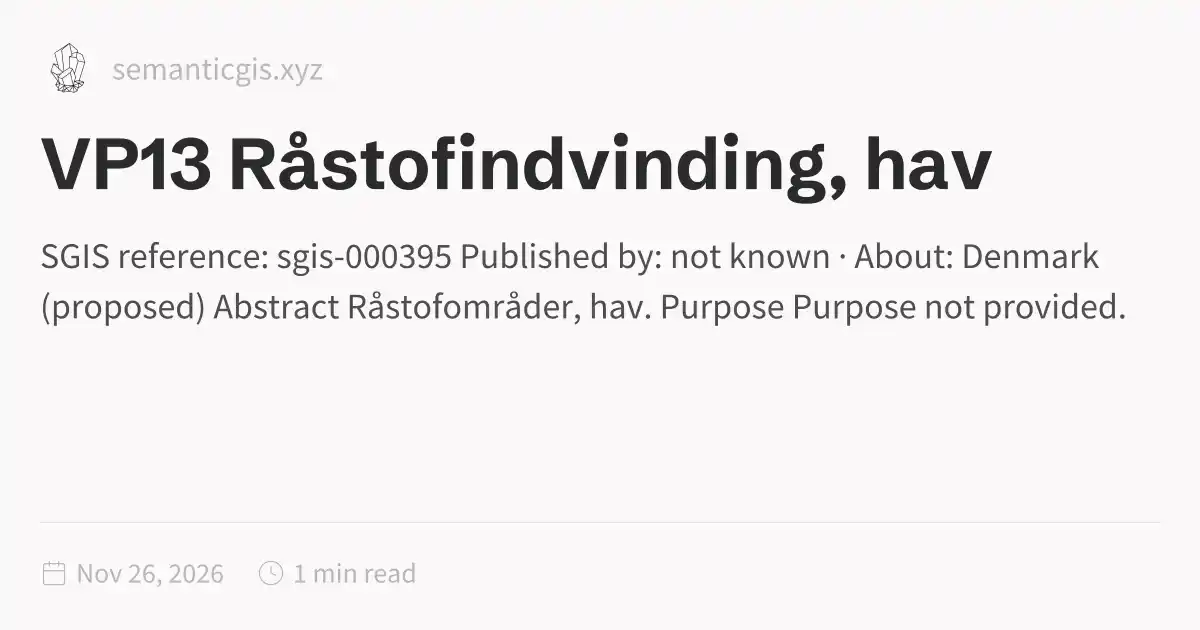 semanticgis.xyz
VP13 Råstofindvinding, hav
SGIS reference: sgis-000395 Published by: not known · About: Denmark
(proposed) Abstract Råstofområder, hav. Purpose Purpose not provided.
Nov 26, 2026 1 min read